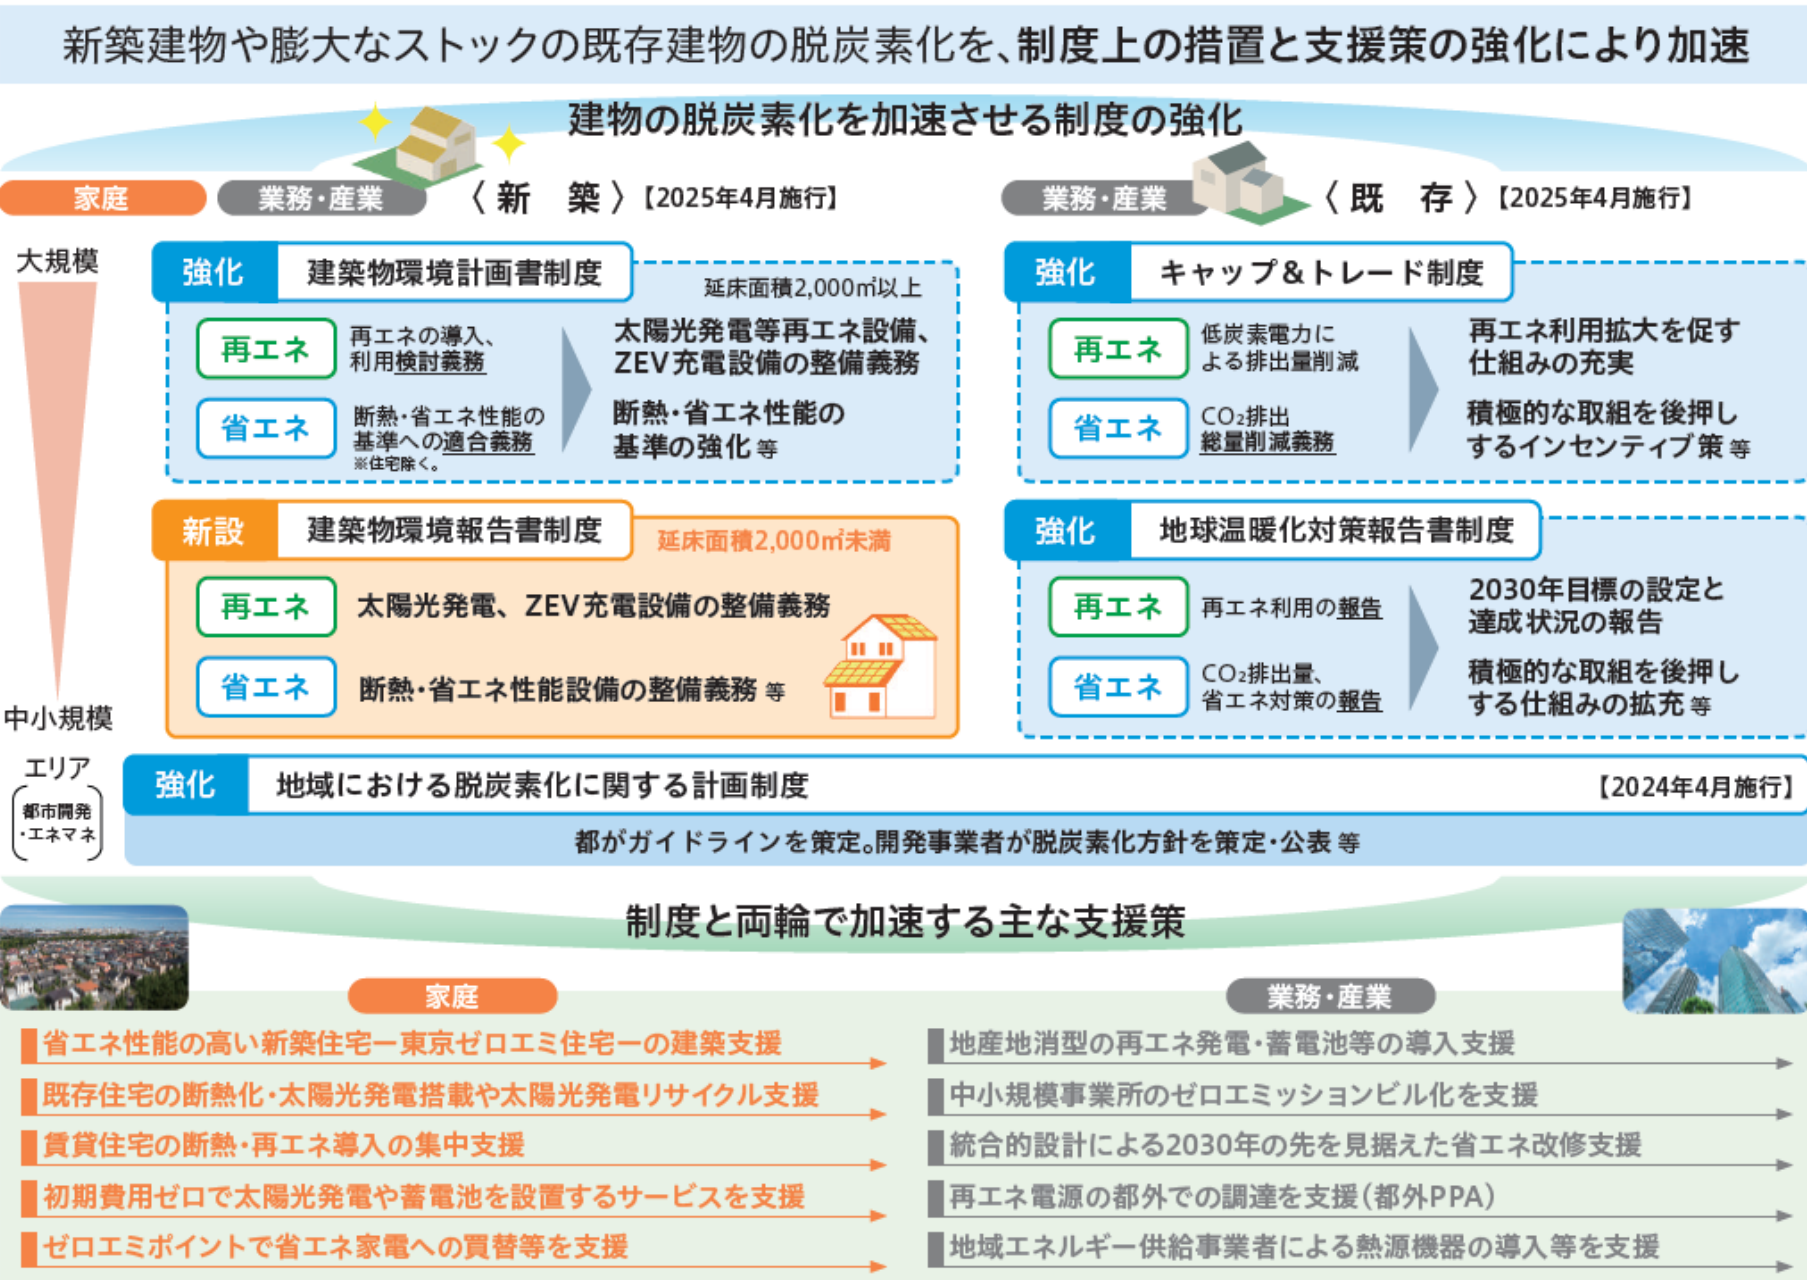 新築建物や膨大なストックの既存建物の脱炭素化を、制度上の措置と支援策の強化により加速
建物の脱炭素化を加速させる制度の強化
家庭
業務・産業
〈新 築〉【2025年4月施行】
業務・産業
〈既 存〉【2025年4月施行】
大規模
中小規模
強化
建築物環境計画書制度
延床面積2,000㎡以上
再エネ
再エネの導入、
利用検討義務
太陽光発電等再エネ設備、
ZEV充電設備の整備義務
省エネ
断熱・省エネ性能の
基準への適合義務
※住宅除く。
断熱・省エネ性能の
基準の強化 等
強化
キャップ＆トレード制度
再エネ
低炭素電力に
よる排出量削減
再エネ利用拡大を促す
仕組みの充実
省エネ
CO₂排出
総量削減義務
積極的な取組を後押し
するインセンティブ策 等
新設
建築物環境報告書制度
延床面積2,000㎡未満
再エネ
太陽光発電、ZEV充電設備の整備義務
省エネ
断熱・省エネ性能設備の整備義務 等
強化
地球温暖化対策報告書制度
再エネ
再エネ利用の報告
2030年目標の設定と
達成状況の報告
省エネ
CO₂排出量、
省エネ対策の報告
積極的な取組を後押し
する仕組みの拡充 等
エリア
都市開発
・エネマネ
強化
地域における脱炭素化に関する計画制度
【2024年4月施行】
都がガイドラインを策定。開発事業者が脱炭素化方針を策定・公表 等
制度と両輪で加速する主な支援策
家庭
省エネ性能の高い新築住宅ー東京ゼロエミ住宅ーの建築支援
既存住宅の断熱化・太陽光発電搭載や太陽光発電リサイクル支援
賃貸住宅の断熱・再エネ導入の集中支援
初期費用ゼロで太陽光発電や蓄電池を設置するサービスを支援
ゼロエミポイントで省エネ家電への買替等を支援
業務・産業
地産地消型の再エネ発電・蓄電池等の導入支援
中小規模事業所のゼロエミッションビル化を支援
統合的設計による2030年の先を見据えた省エネ改修支援
再エネ電源の都外での調達を支援（都外PPA）
地域エネルギー供給事業者による熱源機器の導入等を支援